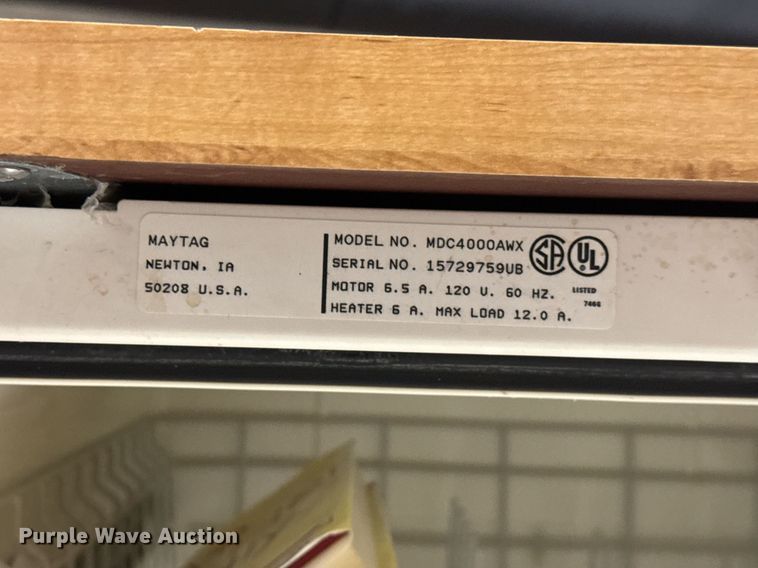 MAYTAG
NEWTON, IA
50208 U.S.A.
MODEL NO. MDC4000AWX
SERIAL NO. 15729759UB
MOTOR 6.5 A. 120 V. 60 HZ.
HEATER 6 A. MAX LOAD 12.0 A.
SA
UL
LISTED
746G
Purple Wave Auction